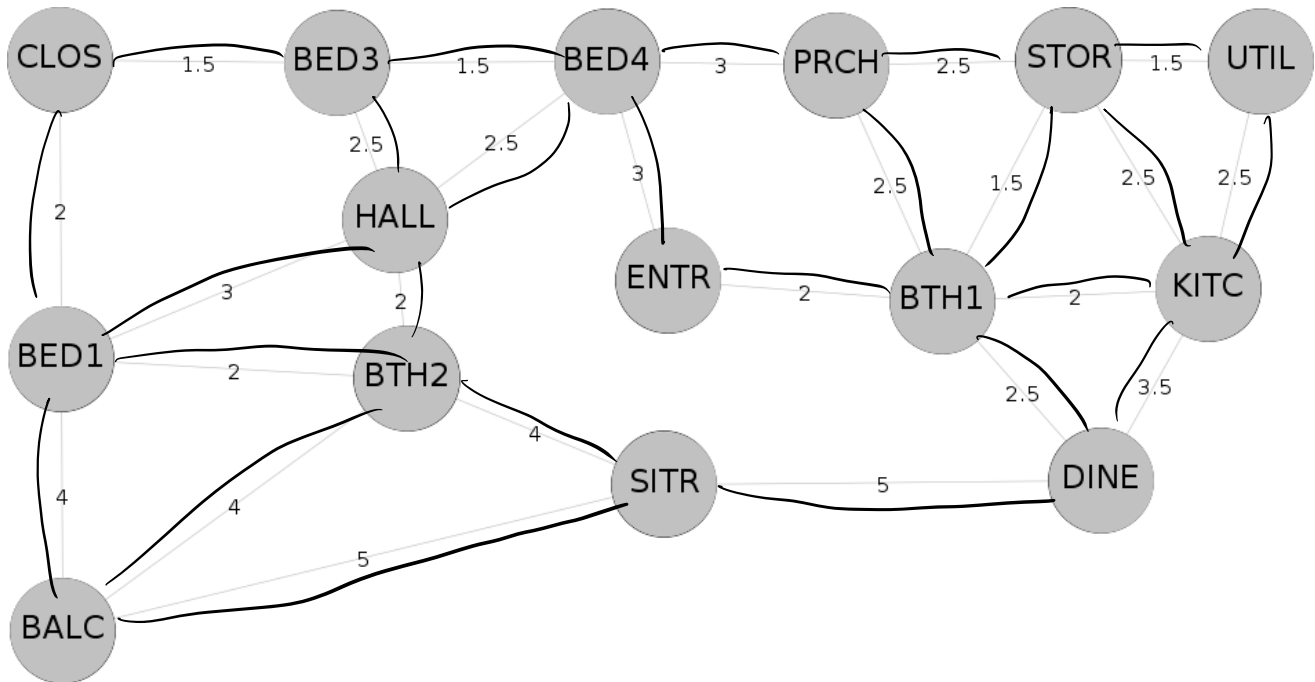 CLOS 1.5 BED3 1.5 BED4 3 PRCH 2.5 STOR 1.5 UTIL
2.5 2.5 3 2.5 1.5 2.5 2.5
2 HALL
3 2 ENTR 2 BTH1 2 KITC
BED1 2 BTH2 2.5 3.5
4 4 4 SITR 5 DINE
5
BALC